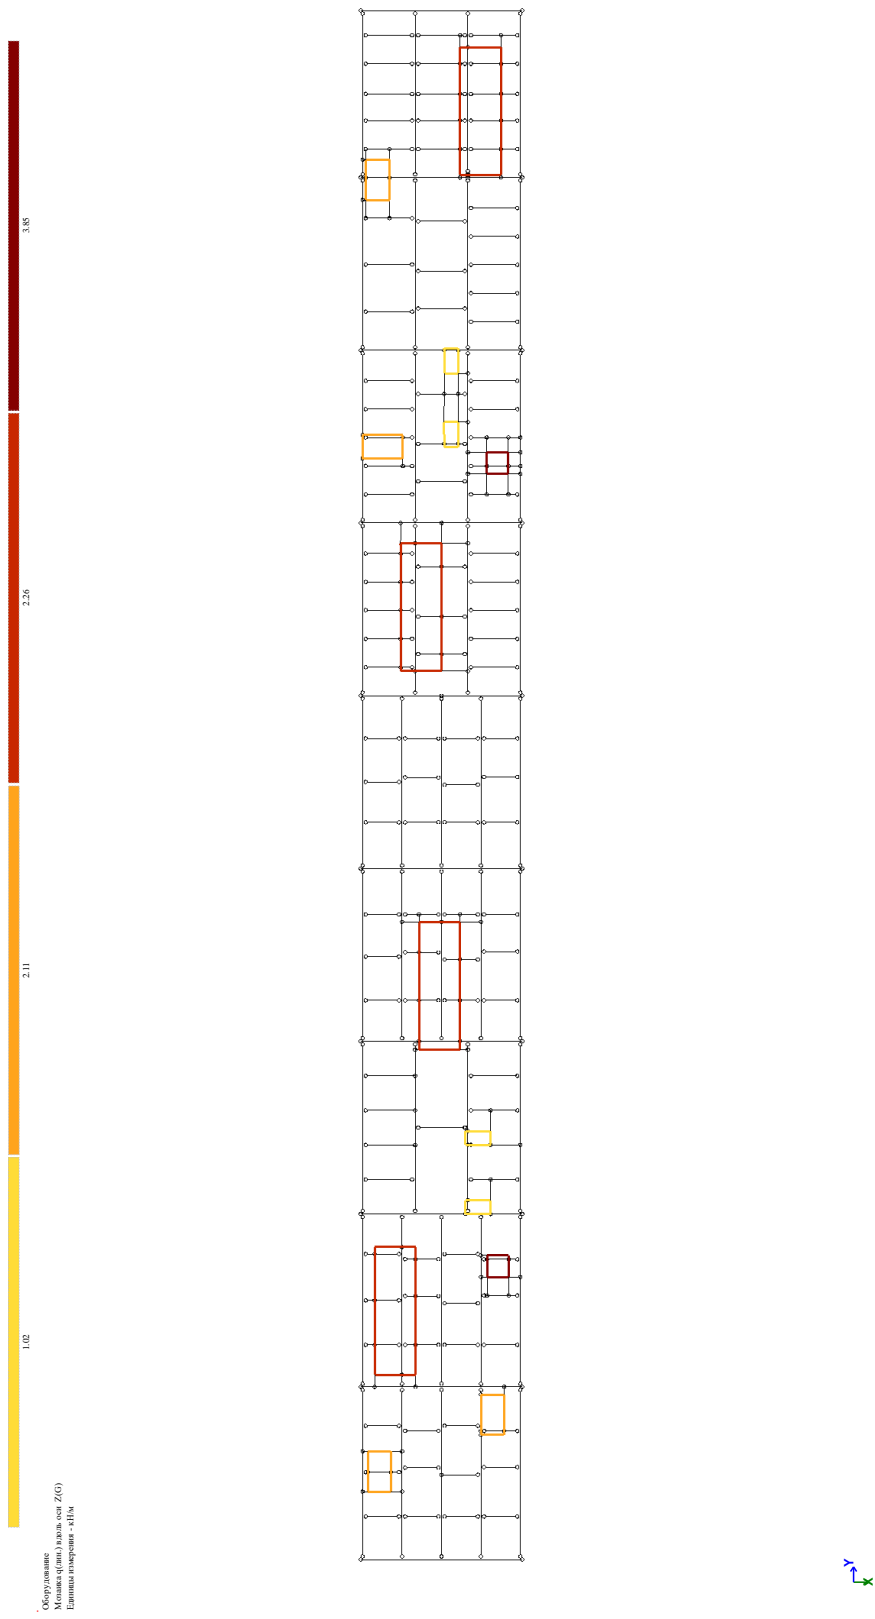 1.02
2.11
2.26
3.85
Оборудование
Мозаика q(лин.) вдоль оси Z(G)
Единицы измерения - кН/м
Y
X